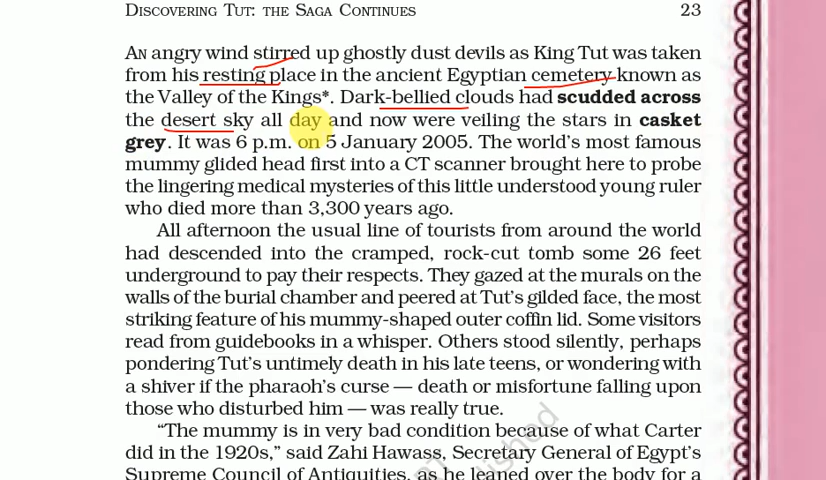 DISCOVERING TUT: THE SAGA CONTINUES 23
AN angry wind stirred up ghostly dust devils as King Tut was taken
from his resting place in the ancient Egyptian cemetery known as
the Valley of the Kings*. Dark-bellied clouds had scudded across
the desert sky all day and now were veiling the stars in casket
grey. It was 6 p.m. on 5 January 2005. The world's most famous
mummy glided head first into a CT scanner brought here to probe
the lingering medical mysteries of this little understood young ruler
who died more than 3,300 years ago.
All afternoon the usual line of tourists from around the world
had descended into the cramped, rock-cut tomb some 26 feet
underground to pay their respects. They gazed at the murals on the
walls of the burial chamber and peered at Tut's gilded face, the most
striking feature of his mummy-shaped outer coffin lid. Some visitors
read from guidebooks in a whisper. Others stood silently, perhaps
pondering Tut's untimely death in his late teens, or wondering with
a shiver if the pharaoh's curse — death or misfortune falling upon
those who disturbed him — was really true.
"The mummy is in very bad condition because of what Carter
did in the 1920s," said Zahi Hawass, Secretary General of Egypt's
Supreme Council of Antiquities, as he leaned over the body for a